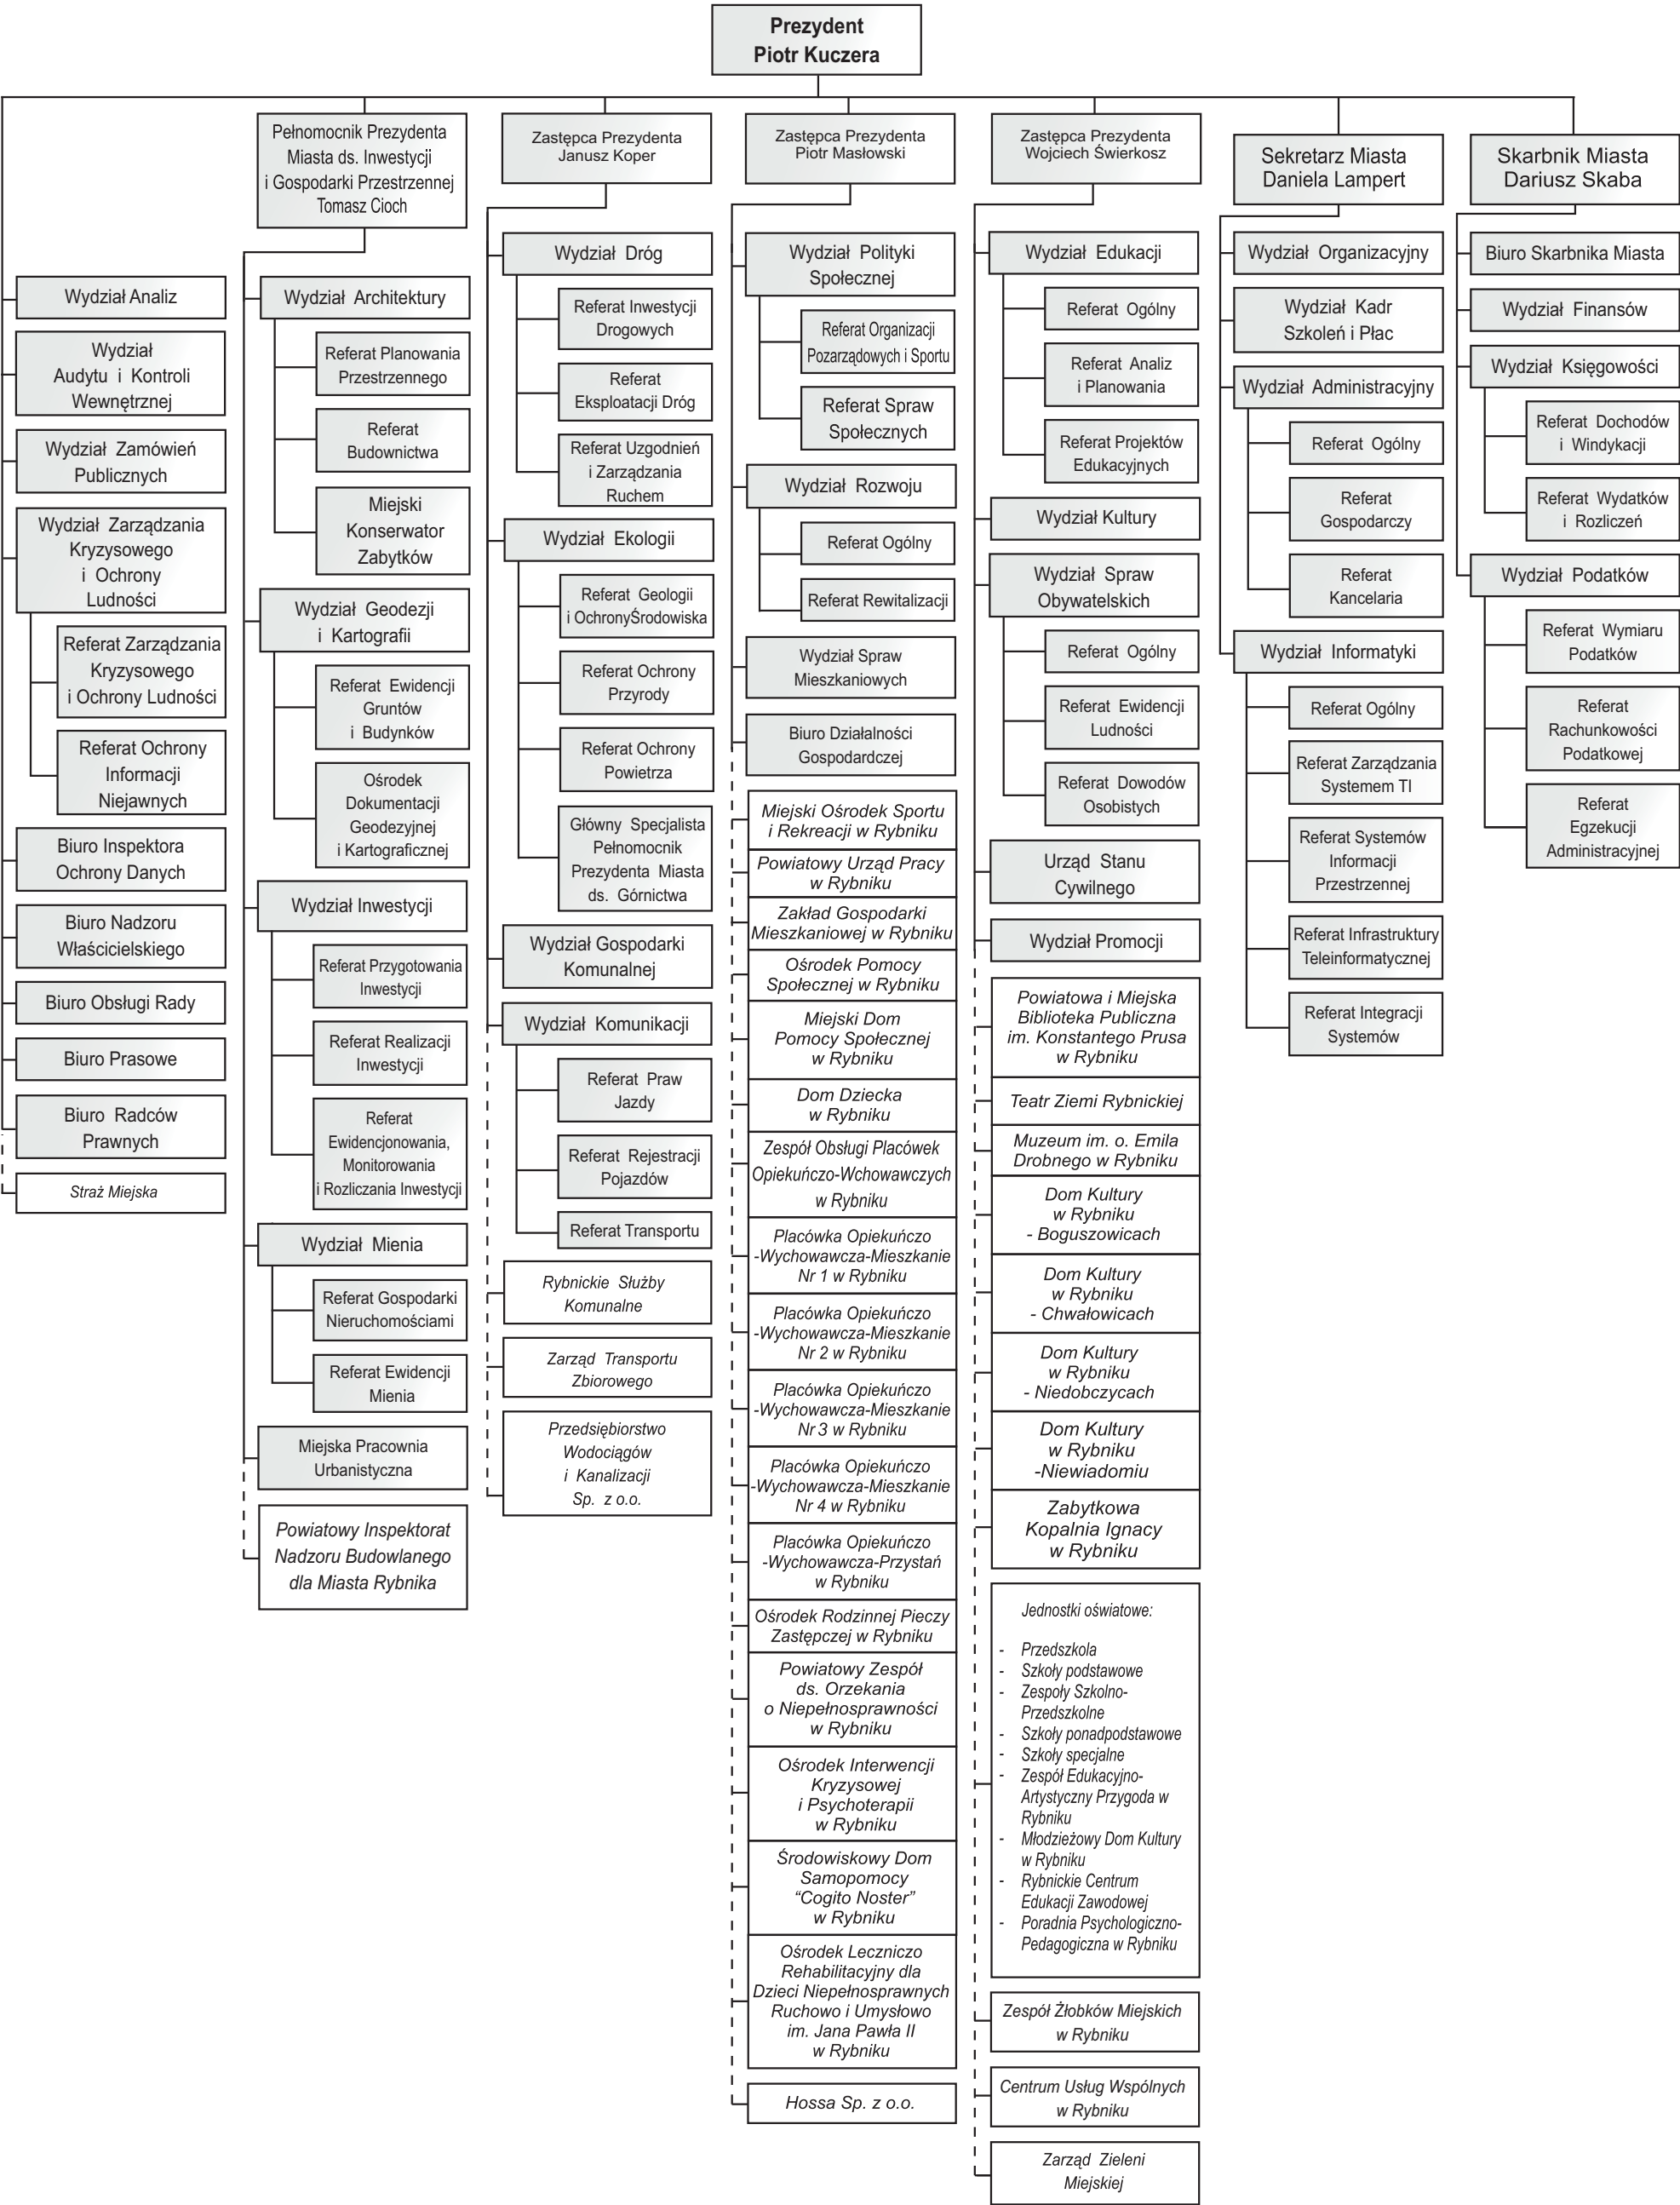 Prezydent
Piotr Kuczera
Wydział Analiz
Wydział
Audytu i Kontroli
Wewnętrznej
Wydział Zamówień
Publicznych
Wydział Zarządzania
Kryzysowego
i Ochrony
Ludności
Referat Zarządzania
Kryzysowego
i Ochrony Ludności
Referat Ochrony
Informacji
Niejawnych
Biuro Inspektora
Ochrony Danych
Biuro Nadzoru
Właścicielskiego
Biuro Obsługi Rady
Biuro Prasowe
Biuro Radców
Prawnych
Straż Miejska
Pełnomocnik Prezydenta
Miasta ds. Inwestycji
i Gospodarki Przestrzennej
Tomasz Cioch
Wydział Architektury
Referat Planowania
Przestrzennego
Referat
Budownictwa
Miejski
Konserwator
Zabytków
Wydział Geodezji
i Kartografii
Referat Ewidencji
Gruntów
i Budynków
Ośrodek
Dokumentacji
Geodezyjnej
i Kartograficznej
Wydział Inwestycji
Referat Przygotowania
Inwestycji
Referat Realizacji
Inwestycji
Referat
Ewidencjonowania,
Monitorowania
i Rozliczania Inwestycji
Wydział Mienia
Referat Gospodarki
Nieruchomościami
Referat Ewidencji
Mienia
Miejska Pracownia
Urbanistyczna
Powiatowy Inspektorat
Nadzoru Budowlanego
dla Miasta Rybnika
Zastępca Prezydenta
Janusz Koper
Wydział Dróg
Referat Inwestycji
Drogowych
Referat
Eksploatacji Dróg
Referat Uzgodnień
i Zarządzania
Ruchem
Wydział Ekologii
Referat Geologii
i OchronyŚrodowiska
Referat Ochrony
Przyrody
Referat Ochrony
Powietrza
Główny Specjalista
Pełnomocnik
Prezydenta Miasta
ds. Górnictwa
Wydział Gospodarki
Komunalnej
Wydział Komunikacji
Referat Praw
Jazdy
Referat Rejestracji
Pojazdów
Referat Transportu
Rybnickie Służby
Komunalne
Zarząd Transportu
Zbiorowego
Przedsiębiorstwo
Wodociągów
i Kanalizacji
Sp. z o.o.
Zastępca Prezydenta
Piotr Masłowski
Wydział Polityki
Społecznej
Referat Organizacji
Pozarządowych i Sportu
Referat Spraw
Społecznych
Wydział Rozwoju
Referat Ogólny
Referat Rewitalizacji
Wydział Spraw
Mieszkaniowych
Biuro Działalności
Gospodardczej
Miejski Ośrodek Sportu
i Rekreacji w Rybniku
Powiatowy Urząd Pracy
w Rybniku
Zakład Gospodarki
Mieszkaniowej w Rybniku
Ośrodek Pomocy
Społecznej w Rybniku
Miejski Dom
Pomocy Społecznej
w Rybniku
Dom Dziecka
w Rybniku
Zespół Obsługi Placówek
Opiekuńczo-Wchowawczych
w Rybniku
Placówka Opiekuńczo
-Wychowawcza-Mieszkanie
Nr 1 w Rybniku
Placówka Opiekuńczo
-Wychowawcza-Mieszkanie
Nr 2 w Rybniku
Placówka Opiekuńczo
-Wychowawcza-Mieszkanie
Nr 3 w Rybniku
Placówka Opiekuńczo
-Wychowawcza-Mieszkanie
Nr 4 w Rybniku
Placówka Opiekuńczo
-Wychowawcza-Przystań
w Rybniku
Ośrodek Rodzinnej Pieczy
Zastępczej w Rybniku
Powiatowy Zespół
ds. Orzekania
o Niepełnosprawności
w Rybniku
Ośrodek Interwencji
Kryzysowej
i Psychoterapii
w Rybniku
Środowiskowy Dom
Samopomocy
“Cogito Noster”
w Rybniku
Ośrodek Leczniczo
Rehabilitacyjny dla
Dzieci Niepełnosprawnych
Ruchowo i Umysłowo
im. Jana Pawła II
w Rybniku
Hossa Sp. z o.o.
Zastępca Prezydenta
Wojciech Świerkosz
Wydział Edukacji
Referat Ogólny
Referat Analiz
i Planowania
Referat Projektów
Edukacyjnych
Wydział Kultury
Wydział Spraw
Obywatelskich
Referat Ogólny
Referat Ewidencji
Ludności
Referat Dowodów
Osobistych
Urząd Stanu
Cywilnego
Wydział Promocji
Powiatowa i Miejska
Biblioteka Publiczna
im. Konstantego Prusa
w Rybniku
Teatr Ziemi Rybnickiej
Muzeum im. o. Emila
Drobnego w Rybniku
Dom Kultury
w Rybniku
- Boguszowicach
Dom Kultury
w Rybniku
- Chwałowicach
Dom Kultury
w Rybniku
- Niedobczycach
Dom Kultury
w Rybniku
-Niewiadomiu
Zabytkowa
Kopalnia Ignacy
w Rybniku
Jednostki oświatowe:
- Przedszkola
- Szkoły podstawowe
- Zespoły Szkolno-
Przedszkolne
- Szkoły ponadpodstawowe
- Szkoły specjalne
- Zespół Edukacyjno-
Artystyczny Przygoda w
Rybniku
- Młodzieżowy Dom Kultury
w Rybniku
- Rybnickie Centrum
Edukacji Zawodowej
- Poradnia Psychologiczno-
Pedagogiczna w Rybniku
Zespół Żłobków Miejskich
w Rybniku
Centrum Usług Wspólnych
w Rybniku
Zarząd Zieleni
Miejskiej
Sekretarz Miasta
Daniela Lampert
Wydział Organizacyjny
Wydział Kadr
Szkoleń i Płac
Wydział Administracyjny
Referat Ogólny
Referat
Gospodarczy
Referat
Kancelaria
Wydział Informatyki
Referat Ogólny
Referat Zarządzania
Systemem TI
Referat Systemów
Informacji
Przestrzennej
Referat Infrastruktury
Teleinformatycznej
Referat Integracji
Systemów
Skarbnik Miasta
Dariusz Skaba
Biuro Skarbnika Miasta
Wydział Finansów
Wydział Księgowości
Referat Dochodów
i Windykacji
Referat Wydatków
i Rozliczeń
Wydział Podatków
Referat Wymiaru
Podatków
Referat
Rachunkowości
Podatkowej
Referat
Egzekucji
Administracyjnej